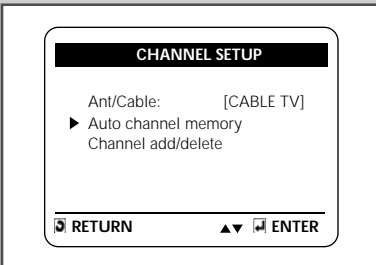 CHANNEL SETUP
Ant/Cable: [CABLE TV]
Auto channel memory
Channel add/delete
RETURN ▲▼ ENTER